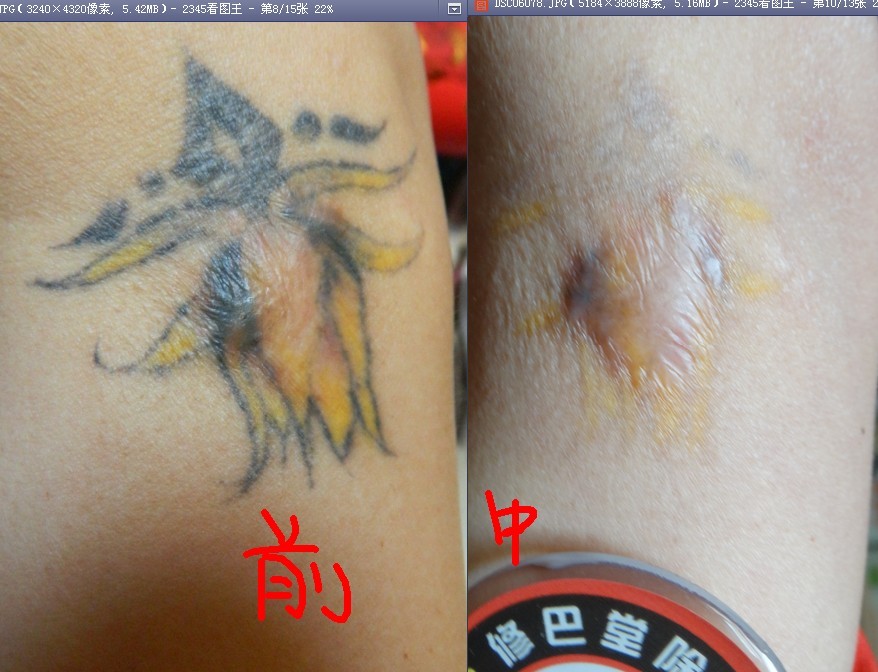 TPG(3240×4320像素, 5.42MB) - 2345看图王 - 第8/15张 22%
DSC06078.JPG(5184×3888像素, 5.16MB) - 2345看图王 - 第10/13张 2
前
中
修巴堂